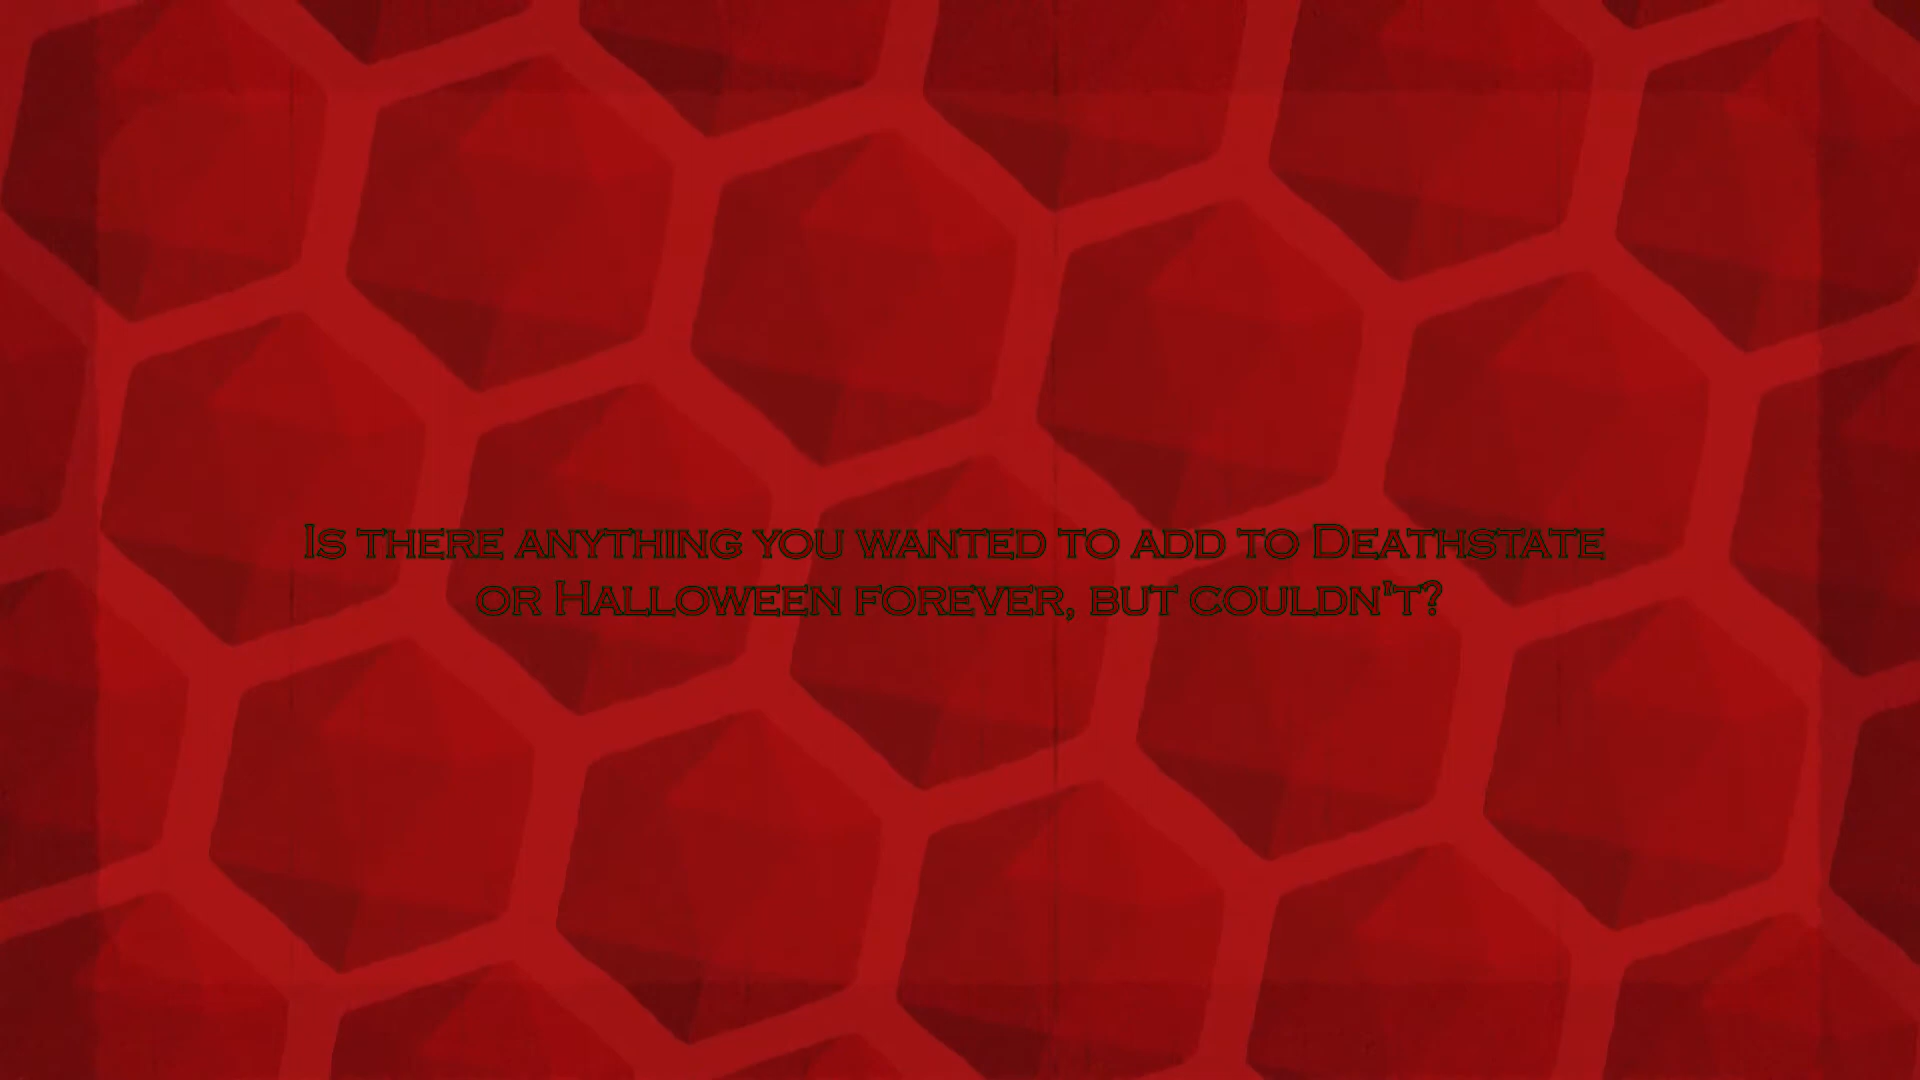 Is there anything you wanted to add to Deathstate
or Halloween forever, but couldn't?